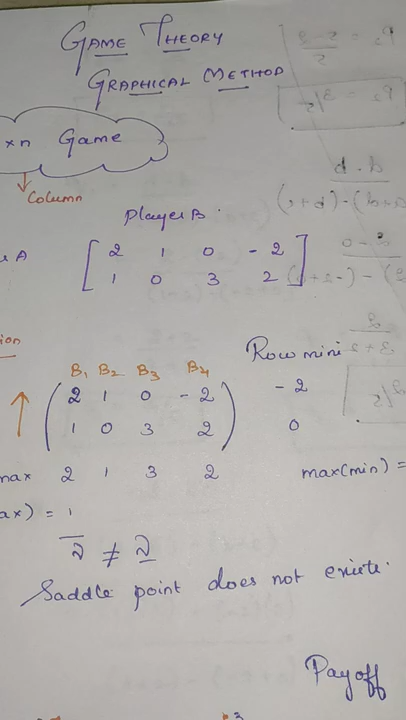 GAME THEORY
GRAPHICAL METHOD
xn Game
Column
Player B.
A
2 1 0 -2
1 0 3 2
ion
B1 B2 B3 B4
Row mini
2 1 0 -2 -2
1 0 3 2 0
max 2 1 3 2 max(min) =
ax) = 1
v̅ ≠ v̲
Saddle point does not exists.
Payoff